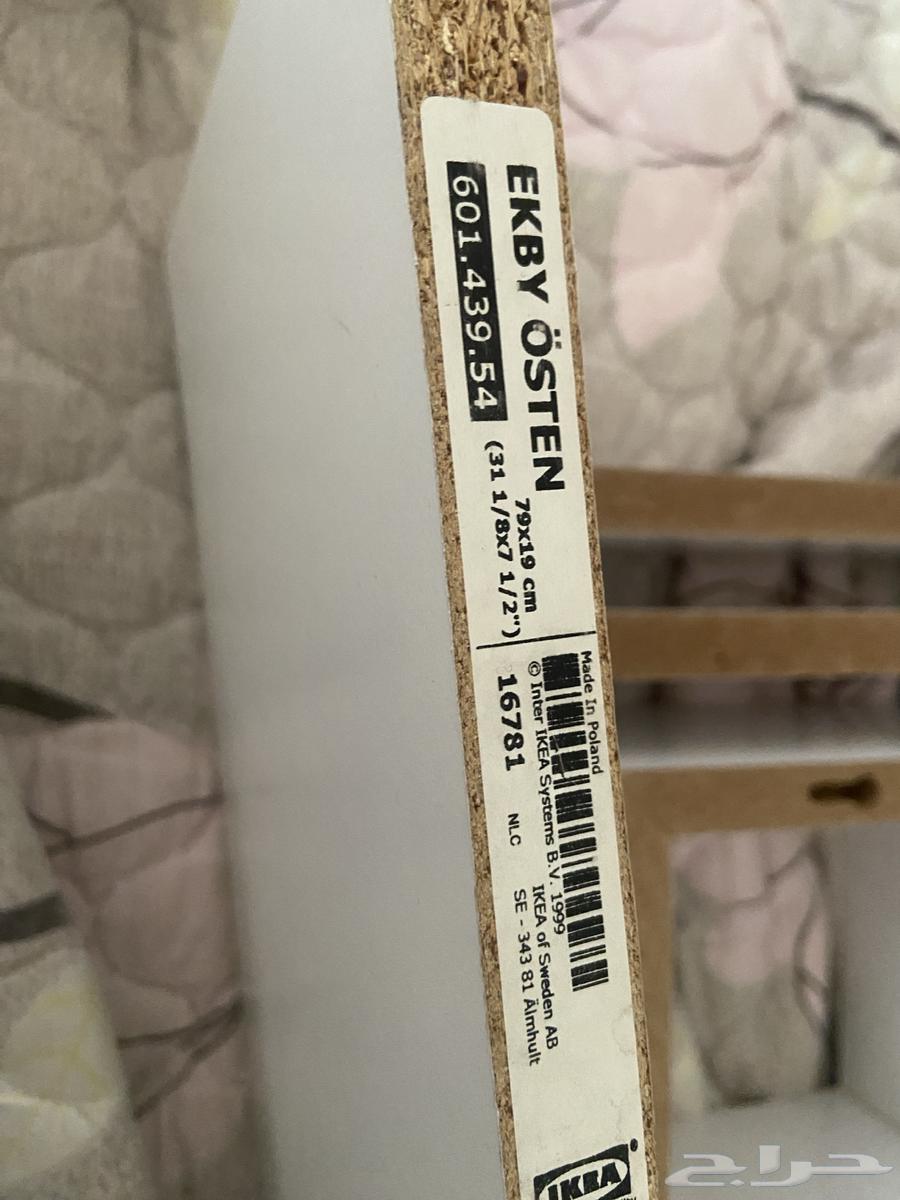 EKBY ÖSTEN
601.439.54
79x19 cm
(31 1/8x7 1/2")
Made In Poland
© Inter IKEA Systems B.V. 1999
16781
NLC
IKEA of Sweden AB
SE - 343 81 Älmhult
IKEA
®
حراج